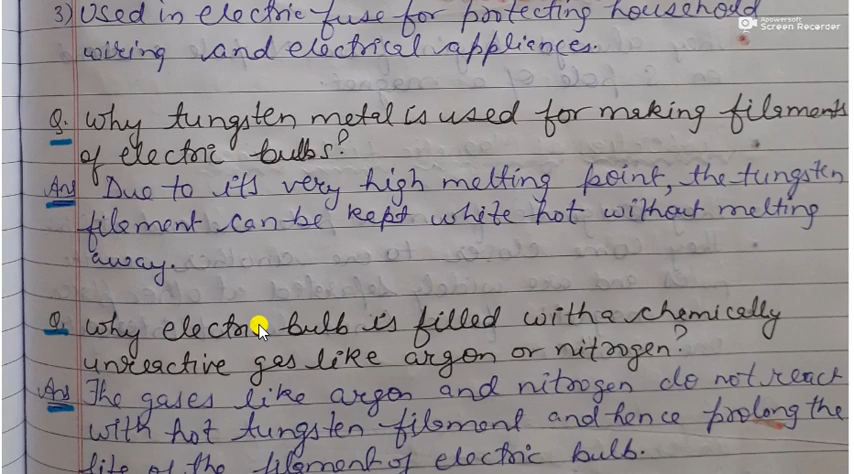 3) Used in electric fuse for protecting household
wiring and electrical appliences.
Apowersoft
Screen Recorder
Q. Why tungsten metal is used for making filaments
of electric bulbs?
Ans Due to its very high melting point, the tungsten
filement can be kept white hot without melting
away.
Q. Why electric bulb is filled with a chemically
unreactive gas like argon or nitrogen?
Ans The gases like argon and nitrogen do not react
with hot tungsten filement and hence prolong the
life of the filement of electric bulb.